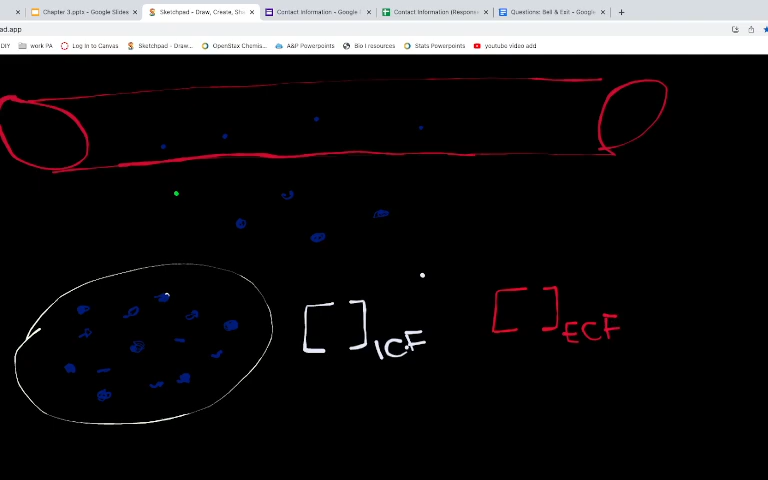 Chapter 3.pptx - Google Slides
Sketchpad - Draw, Create, Sh
Contact Information - Google
Contact Information (Respons
Questions: Bell & Exit - Google
ad.app
DIY
work PA
Log In to Canvas
Sketchpad - Draw...
OpenStax Chemis...
A&P Powerpoints
Bio I resources
Stats Powerpoints
youtube video add
[ ] ICF
[ ] ECF